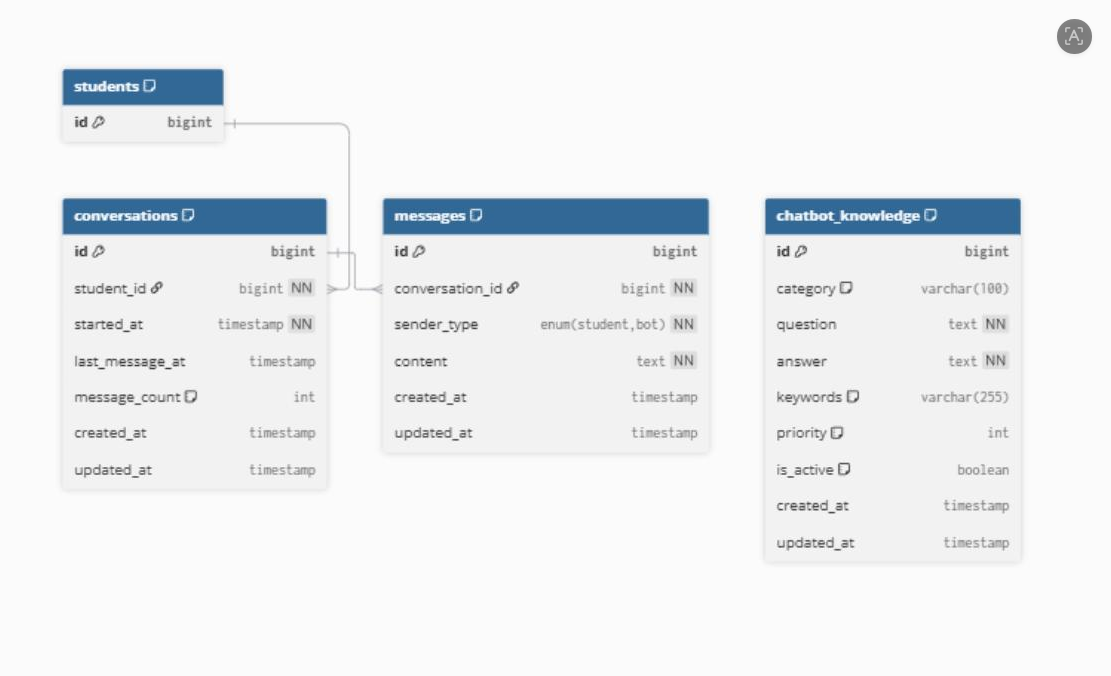 students
id bigint
conversations
id bigint
student_id bigint NN
started_at timestamp NN
last_message_at timestamp
message_count int
created_at timestamp
updated_at timestamp
messages
id bigint
conversation_id bigint NN
sender_type enum(student,bot) NN
content text NN
created_at timestamp
updated_at timestamp
chatbot_knowledge
id bigint
category varchar(100)
question text NN
answer text NN
keywords varchar(255)
priority int
is_active boolean
created_at timestamp
updated_at timestamp
A